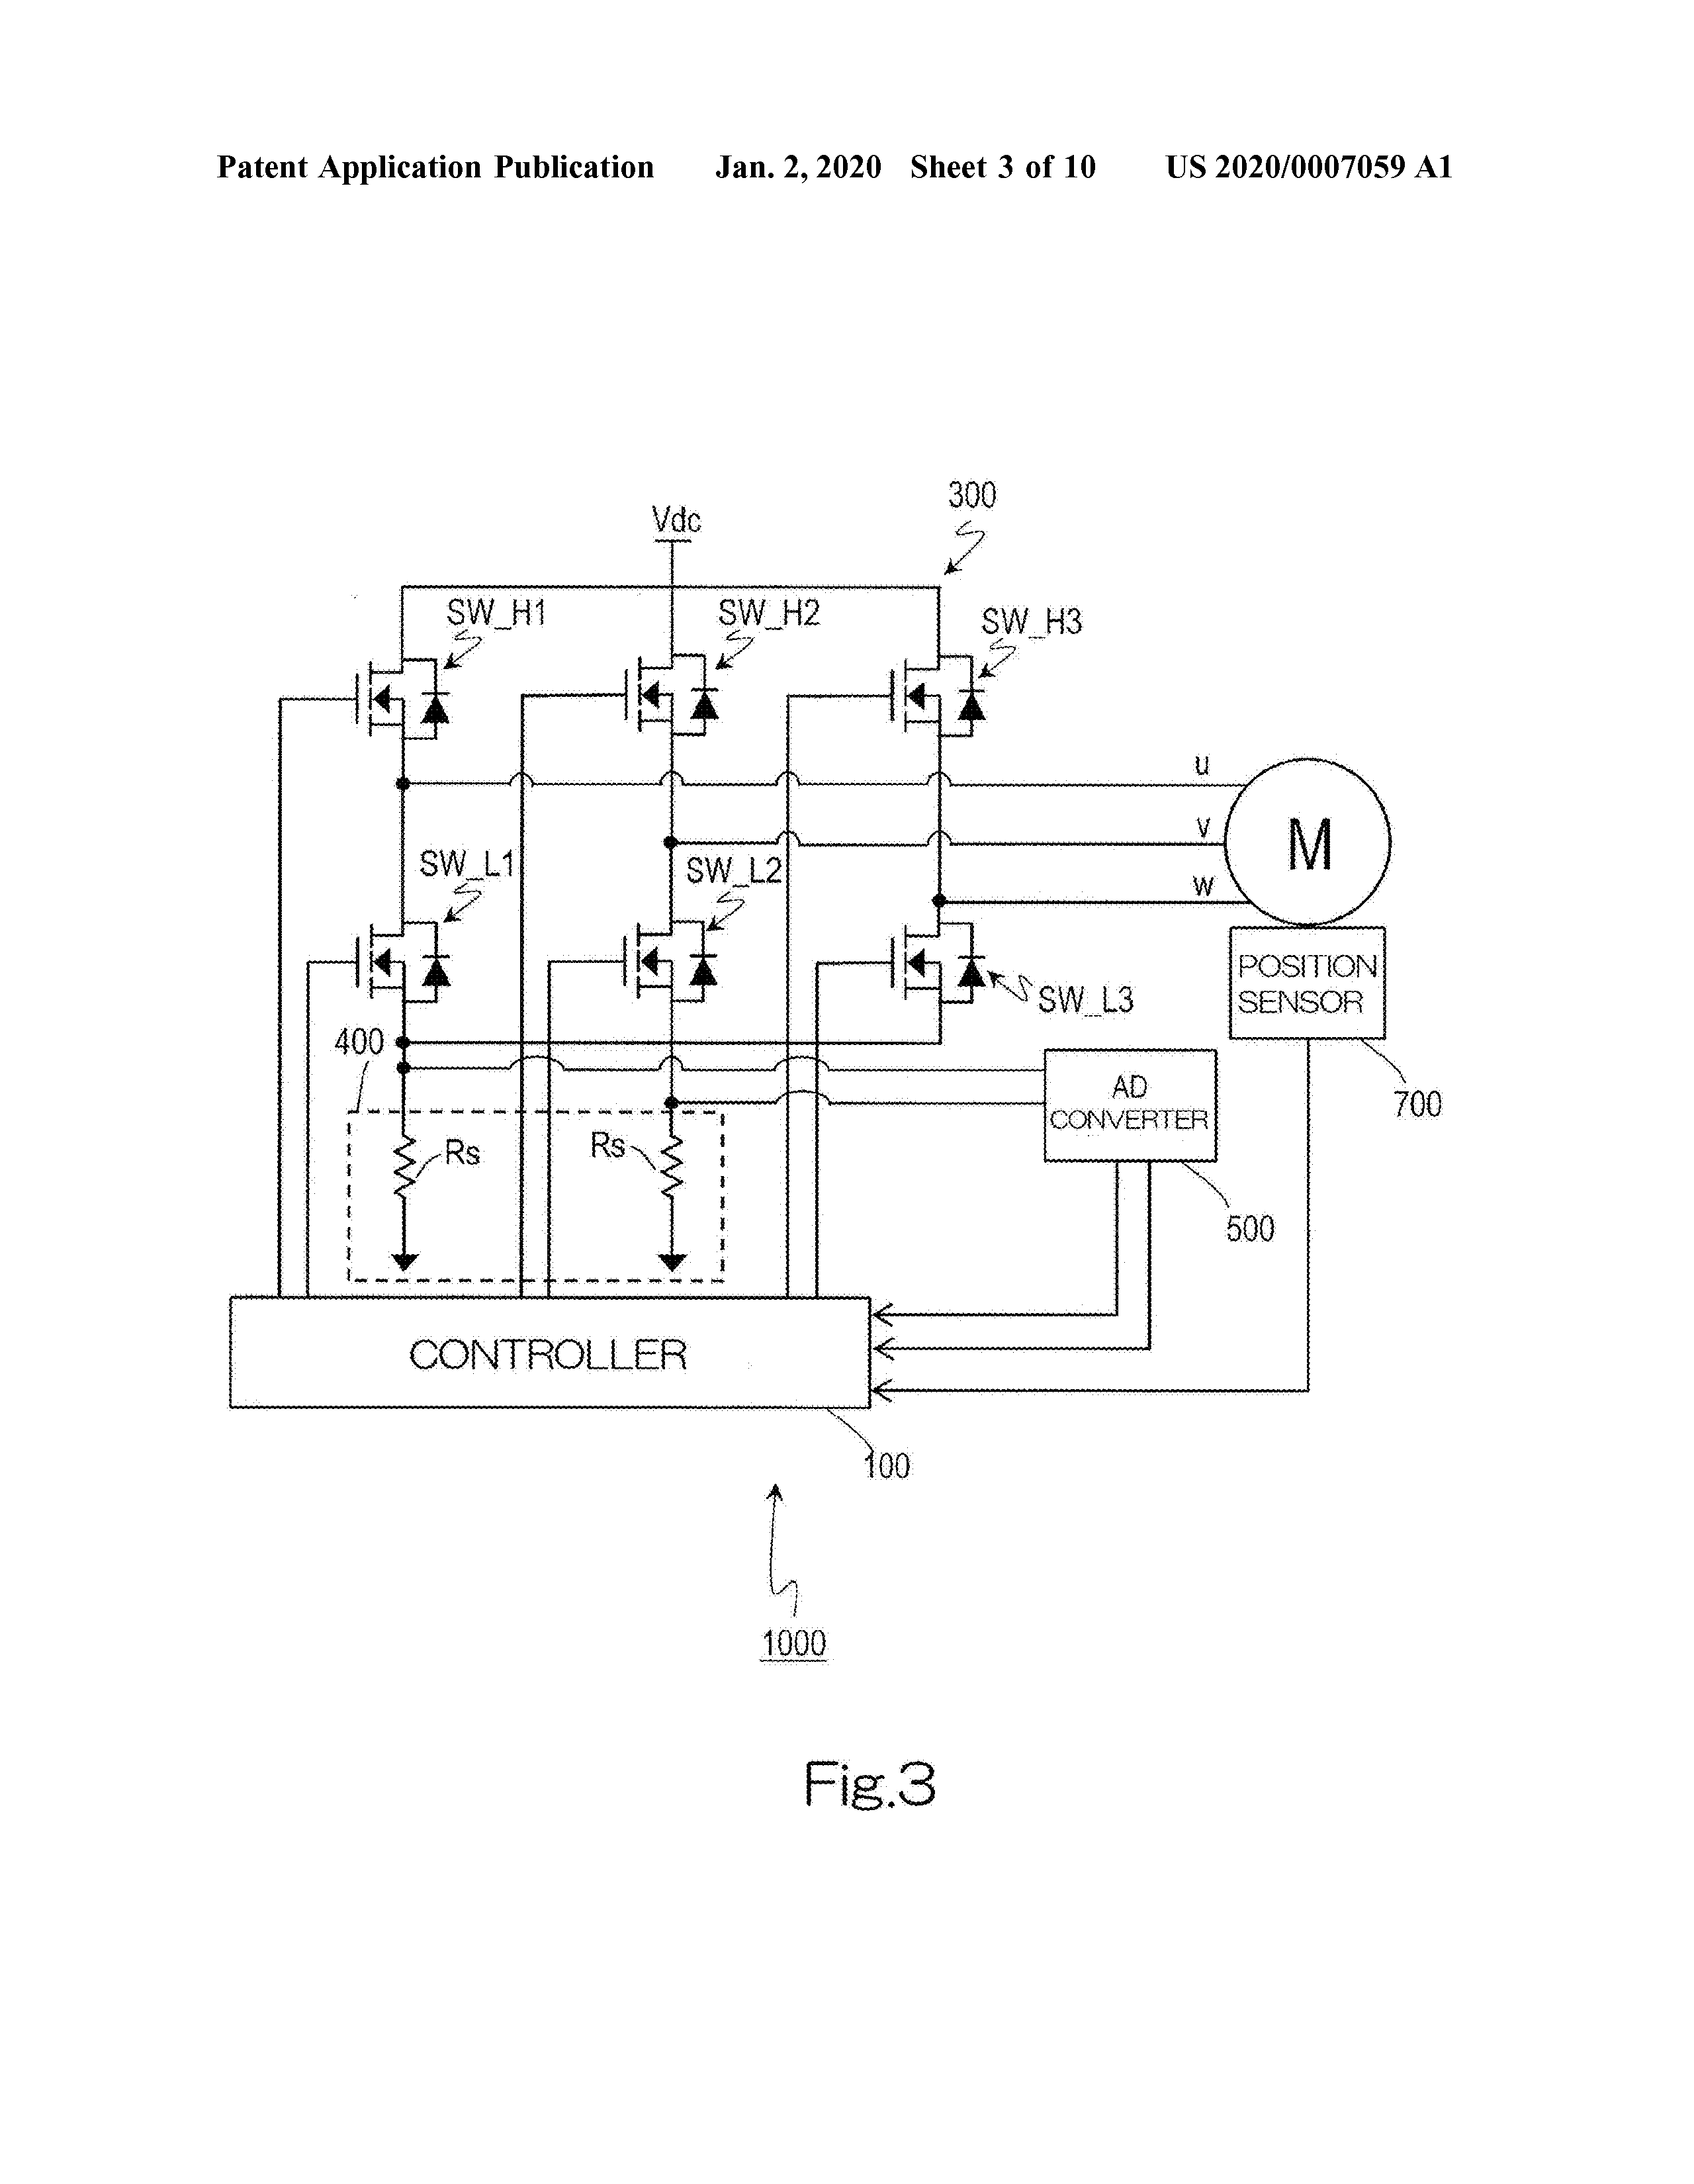 Patent Application Publication Jan. 2, 2020 Sheet 3 of 10 US 2020/0007059 A1
300
Vdc
SW_H1
SW_H2
SW_H3
u
v
w
M
SW_L1
SW_L2
SW_L3
POSITION
SENSOR
700
400
AD
CONVERTER
500
Rs
Rs
CONTROLLER
100
1000
Fig.3